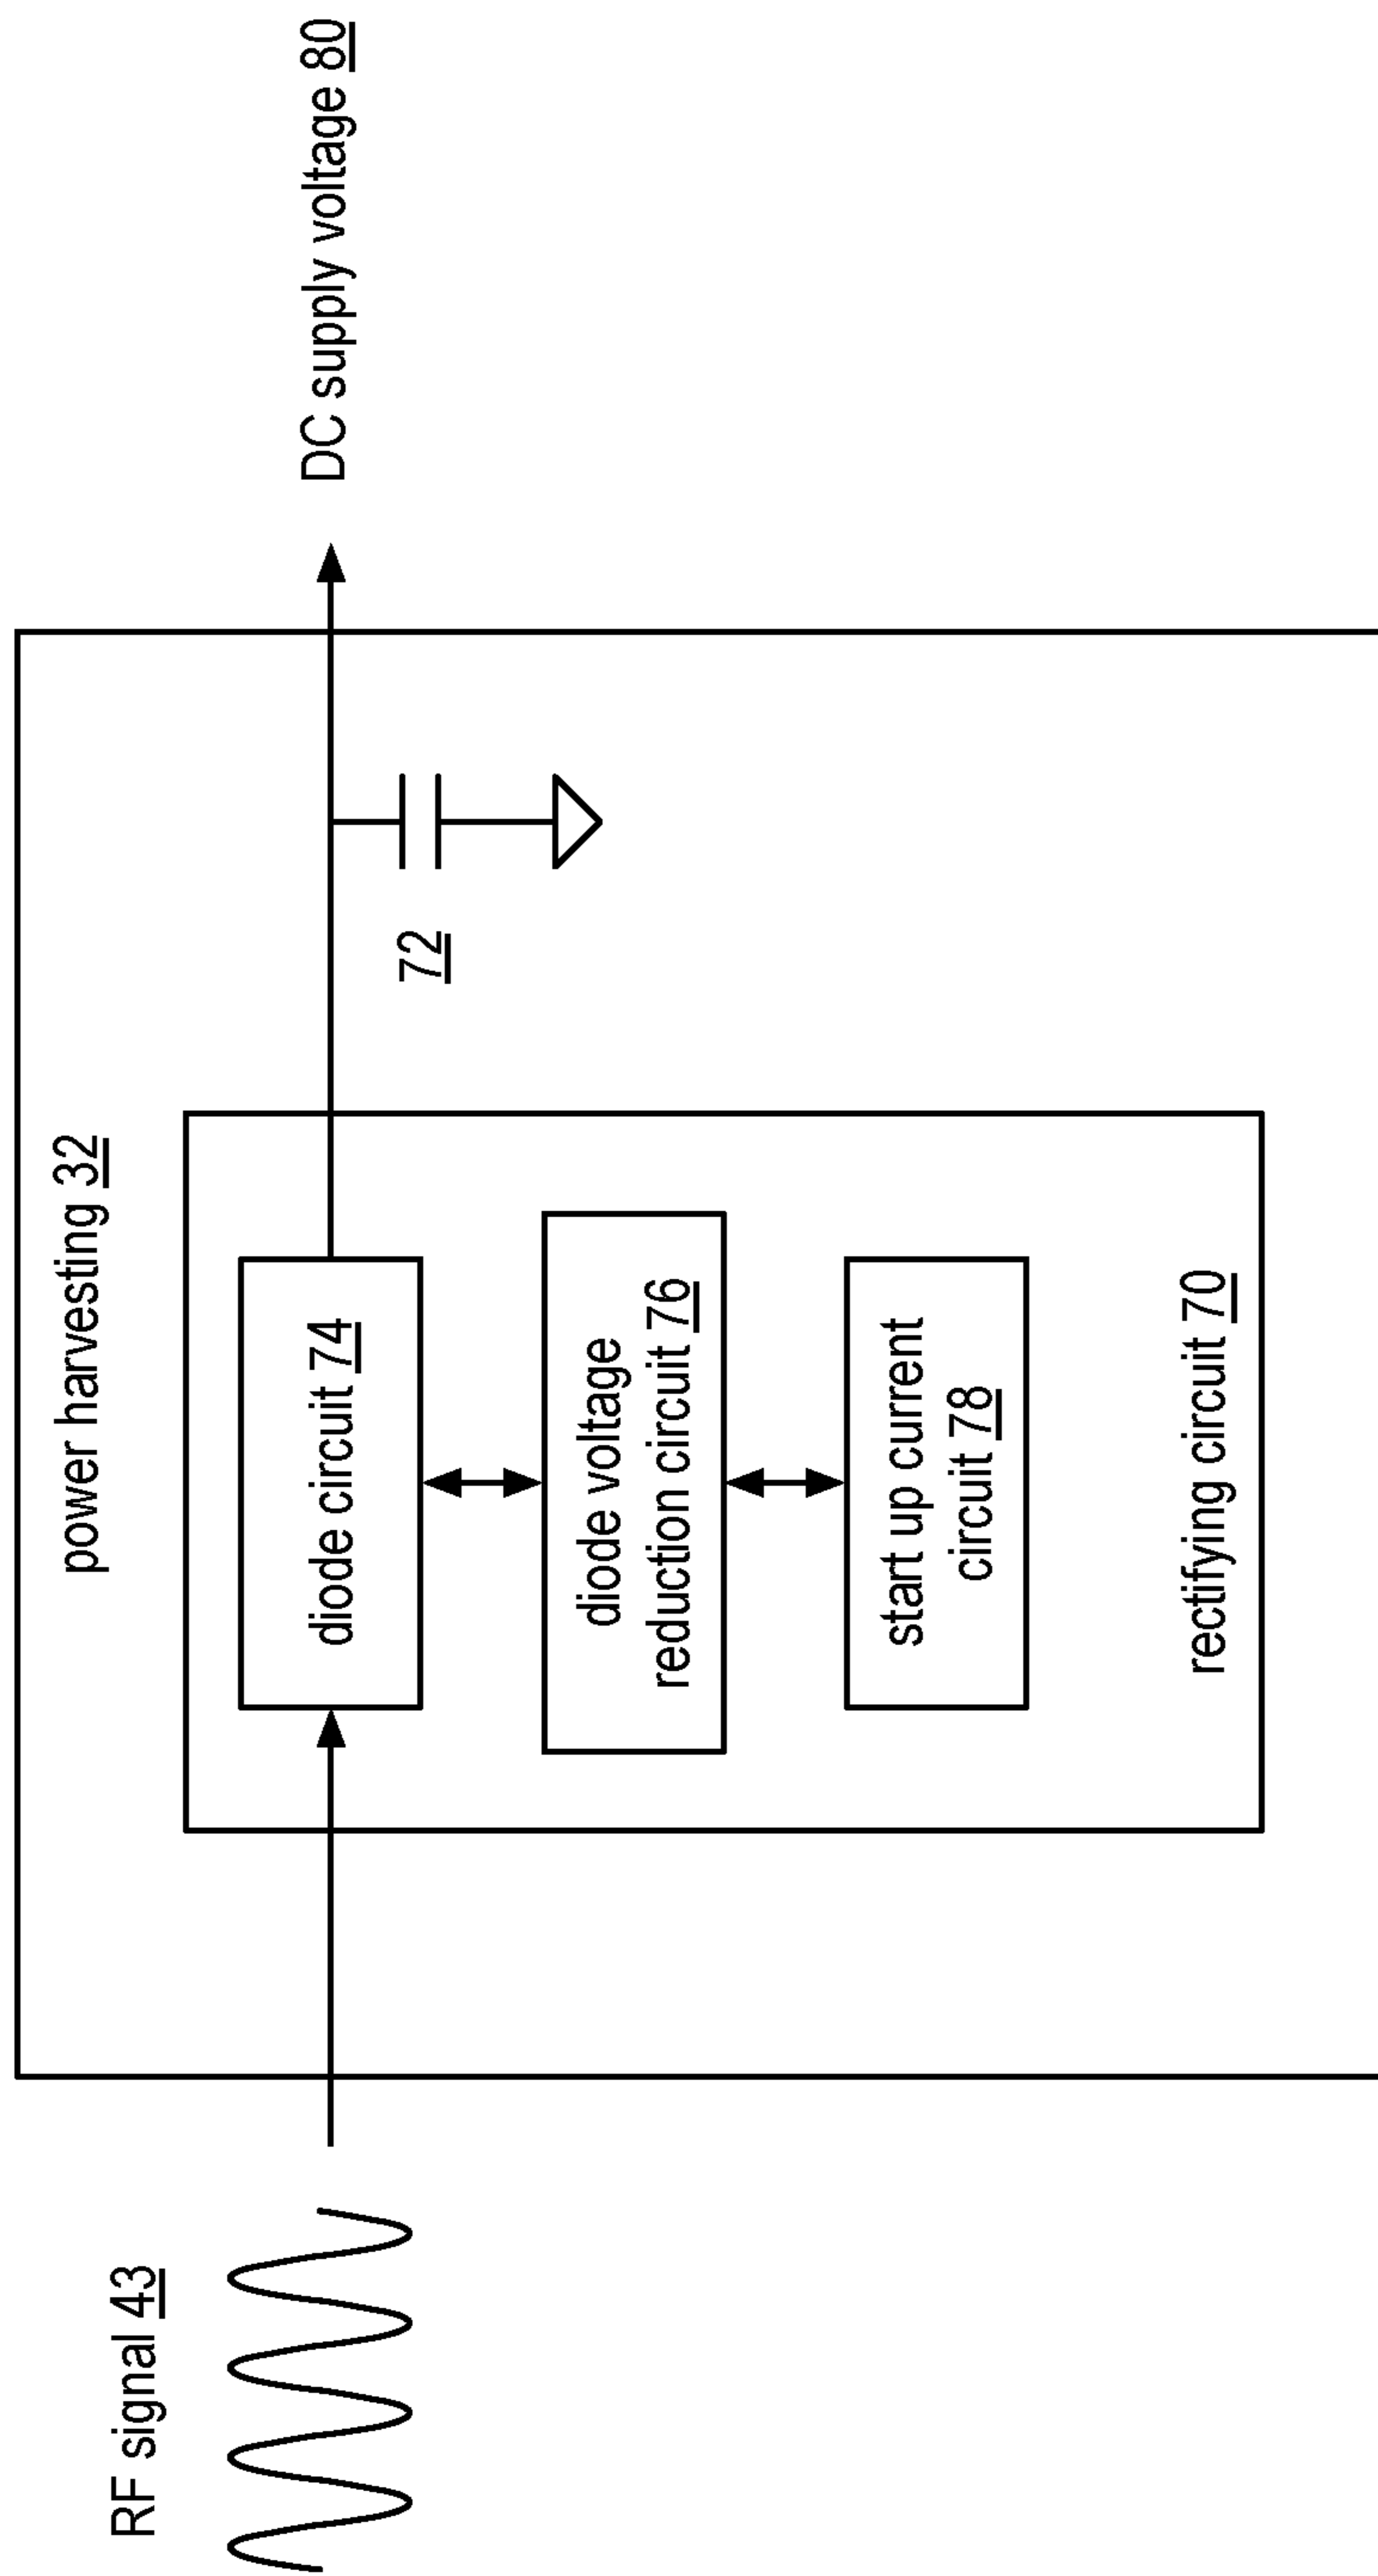 power harvesting 32
RF signal 43
DC supply voltage 80
diode circuit 74
72
diode voltage
reduction circuit 76
start up current
circuit 78
rectifying circuit 70